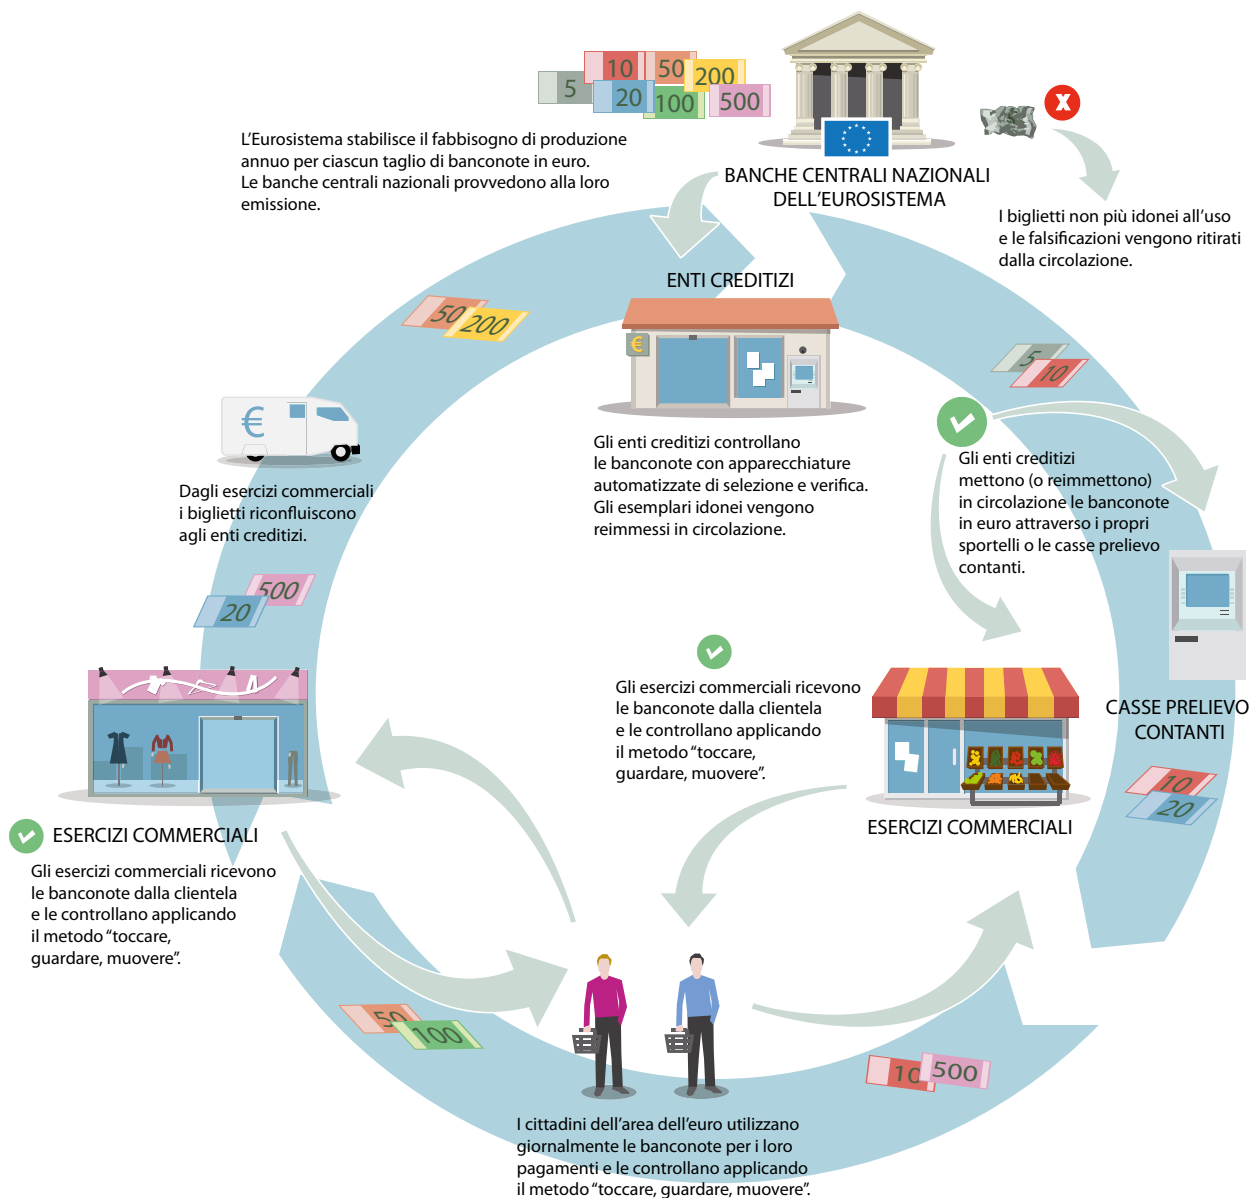 5
10
50
200
20
100
500
L'Eurosistema stabilisce il fabbisogno di produzione
annuo per ciascun taglio di banconote in euro.
Le banche centrali nazionali provvedono alla loro
emissione.
X
BANCHE CENTRALI NAZIONALI
DELL'EUROSISTEMA
I biglietti non più idonei all'uso
e le falsificazioni vengono ritirati
dalla circolazione.
ENTI CREDITIZI
€
50
200
5
10
€
Gli enti creditizi controllano
le banconote con apparecchiature
automatizzate di selezione e verifica.
Gli esemplari idonei vengono
reimmessi in circolazione.
Gli enti creditizi
mettono (o reimmettono)
in circolazione le banconote
in euro attraverso i propri
sportelli o le casse prelievo
contanti.
Dagli esercizi commerciali
i biglietti riconfluiscono
agli enti creditizi.
500
20
Gli esercizi commerciali ricevono
le banconote dalla clientela
e le controllano applicando
il metodo “toccare,
guardare, muovere”.
CASSE PRELIEVO
CONTANTI
10
20
ESERCIZI COMMERCIALI
ESERCIZI COMMERCIALI
Gli esercizi commerciali ricevono
le banconote dalla clientela
e le controllano applicando
il metodo “toccare,
guardare, muovere”.
50
100
10
500
I cittadini dell'area dell'euro utilizzano
giornalmente le banconote per i loro
pagamenti e le controllano applicando
il metodo “toccare, guardare, muovere”.